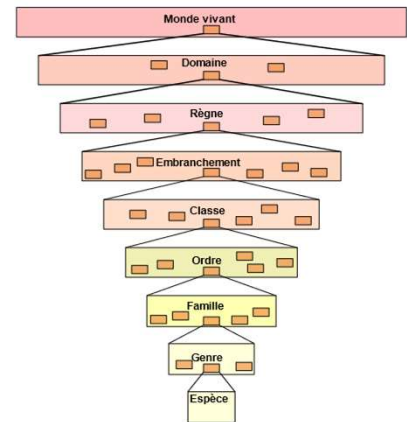 Monde vivant
Domaine
Règne
Embranchement
Classe
Ordre
Famille
Genre
Espèce